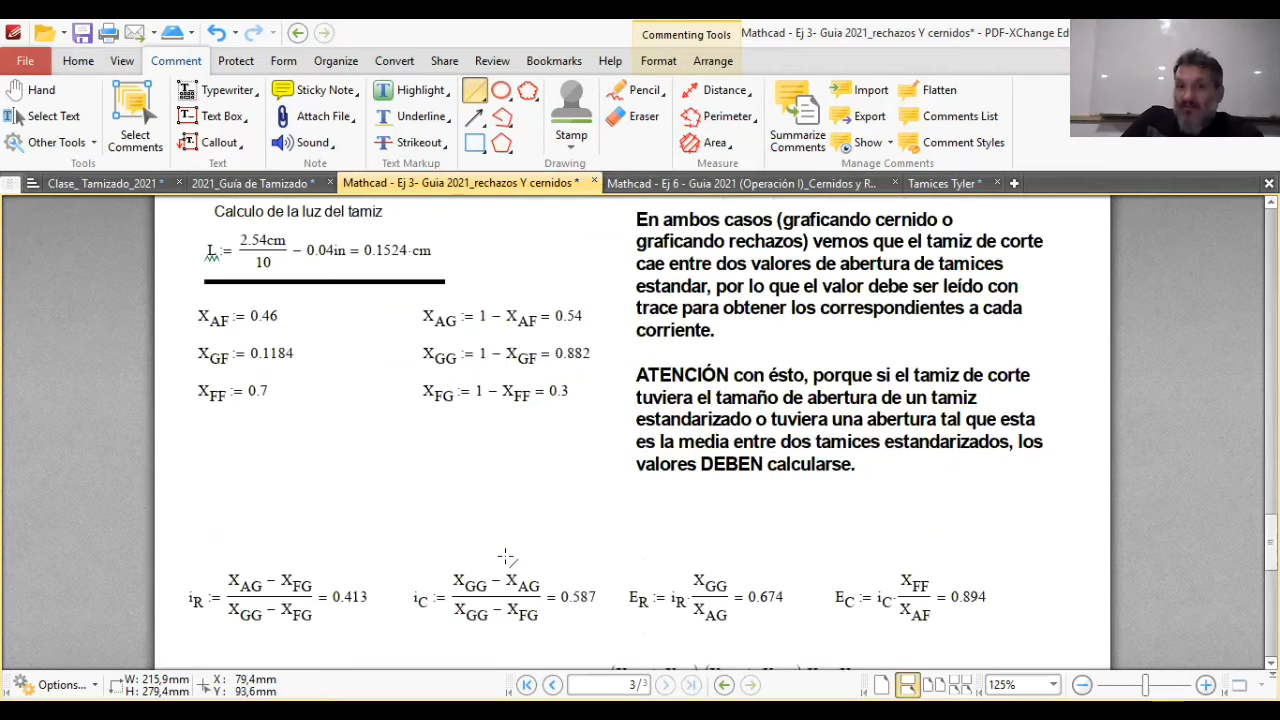 Commenting Tools
Mathcad - Ej 3- Guia 2021_rechazos Y cernidos* - PDF-XChange Ed
File Home View Comment Protect Form Organize Convert Share Review Bookmarks Help Format Arrange
Hand
Select Text
Other Tools
Tools
Select
Comments
Typewriter
Text Box
Callout
Text
Sticky Note
Attach File
Sound
Note
Highlight
Underline
Strikeout
Text Markup
Pencil
Eraser
Drawing
Stamp
Distance
Perimeter
Area
Measure
Summarize
Comments
Import
Export
Show
Flatten
Comments List
Comment Styles
Manage Comments
Clase_ Tamizado_2021 * × 2021_Guía de Tamizado * × Mathcad - Ej 3- Guia 2021_rechazos Y cernidos * × Mathcad - Ej 6 - Guia 2021 (Operación I)_Cernidos y R.. × Tamices Tyler * ×
Calculo de la luz del tamiz
L := 2.54cm/10 − 0.04in = 0.1524·cm
X_AF := 0.46 X_AG := 1 − X_AF = 0.54
X_GF := 0.1184 X_GG := 1 − X_GF = 0.882
X_FF := 0.7 X_FG := 1 − X_FF = 0.3
En ambos casos (graficando cernido o
graficando rechazos) vemos que el tamiz de corte
cae entre dos valores de abertura de tamices
estandar, por lo que el valor debe ser leído con
trace para obtener los correspondientes a cada
corriente.
ATENCIÓN con ésto, porque si el tamiz de corte
tuviera el tamaño de abertura de un tamiz
estandarizado o tuviera una abertura tal que esta
es la media entre dos tamices estandarizados, los
valores DEBEN calcularse.
i_R := (X_AG − X_FG)/(X_GG − X_FG) = 0.413 i_C := (X_GG − X_AG)/(X_GG − X_FG) = 0.587 E_R := i_R·X_GG/X_AG = 0.674 E_C := i_C·X_FF/X_AF = 0.894
Options... W: 215,9mm X: 79,4mm 3/3 125%
H: 279,4mm Y: 93,6mm